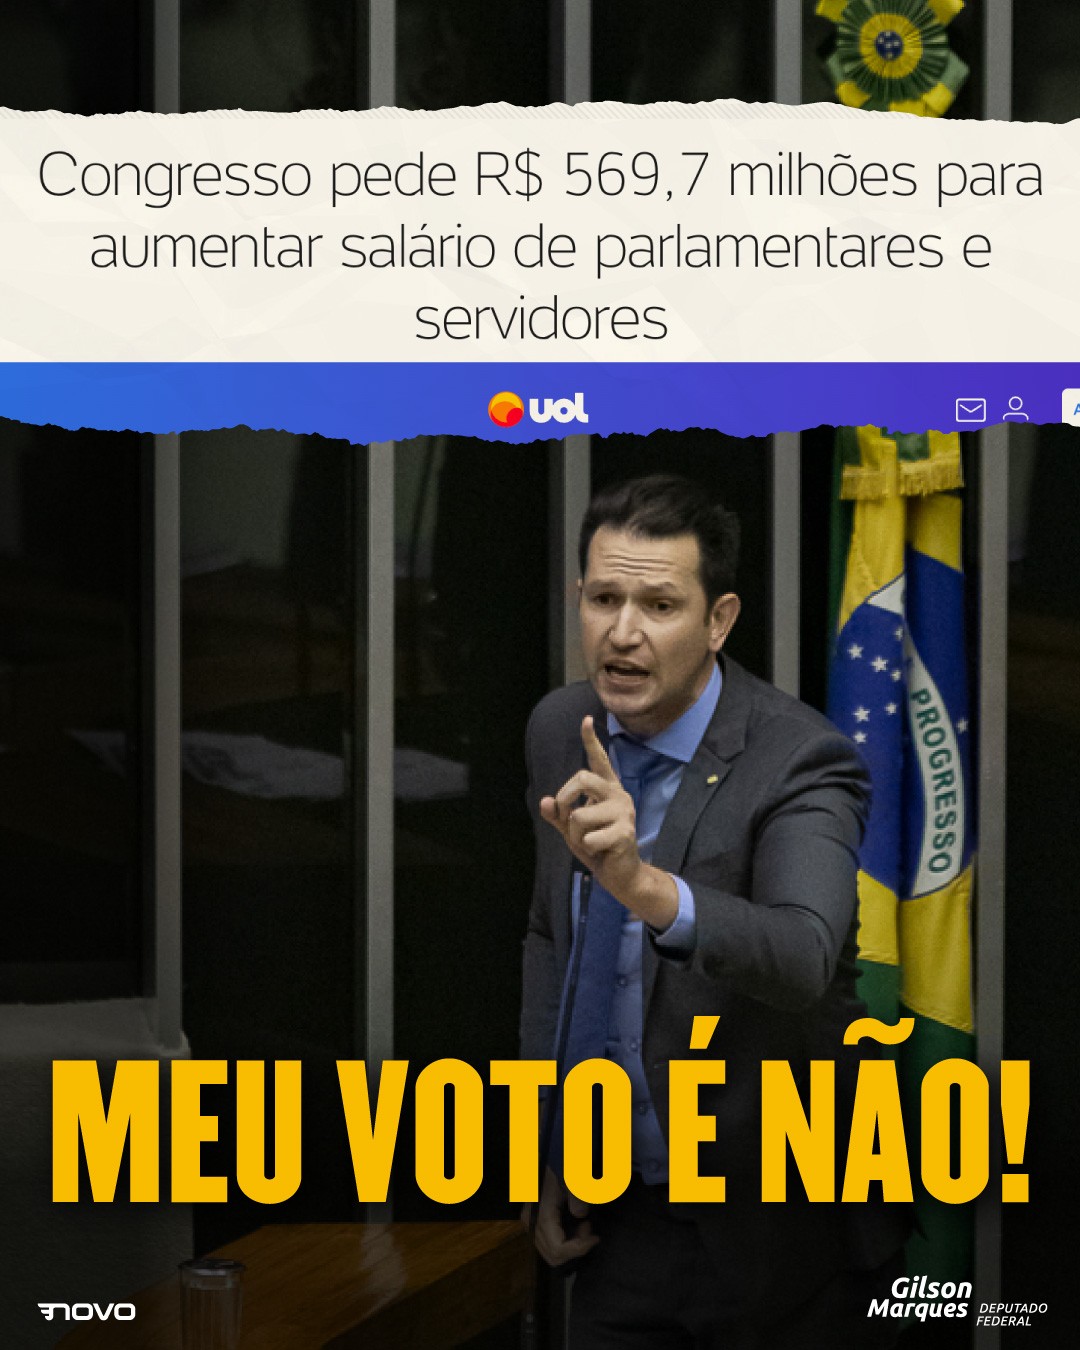 Congresso pede R$ 569,7 milhões para
aumentar salário de parlamentares e
servidores
uol
A
PROGRESSO
MEU VOTO É NÃO!
NOVO
Gilson
Marques DEPUTADO
FEDERAL